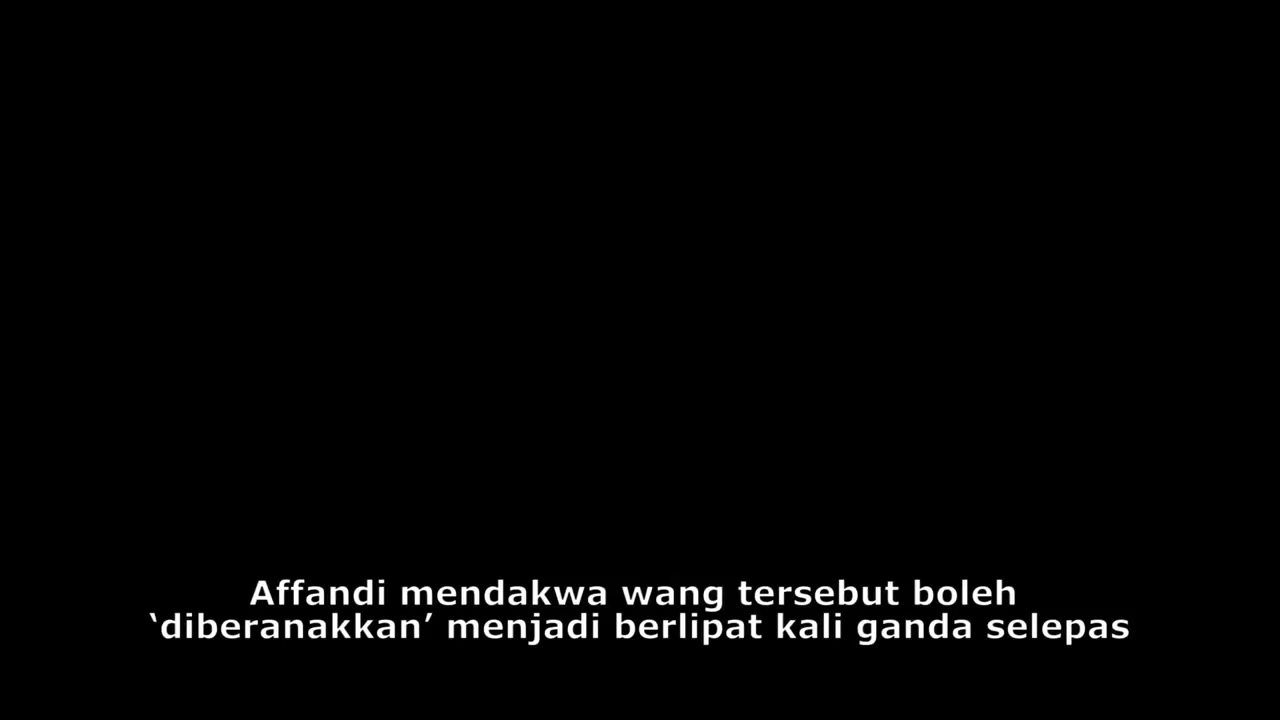 Affandi mendakwa wang tersebut boleh
‘diberanakkan’ menjadi berlipat kali ganda selepas